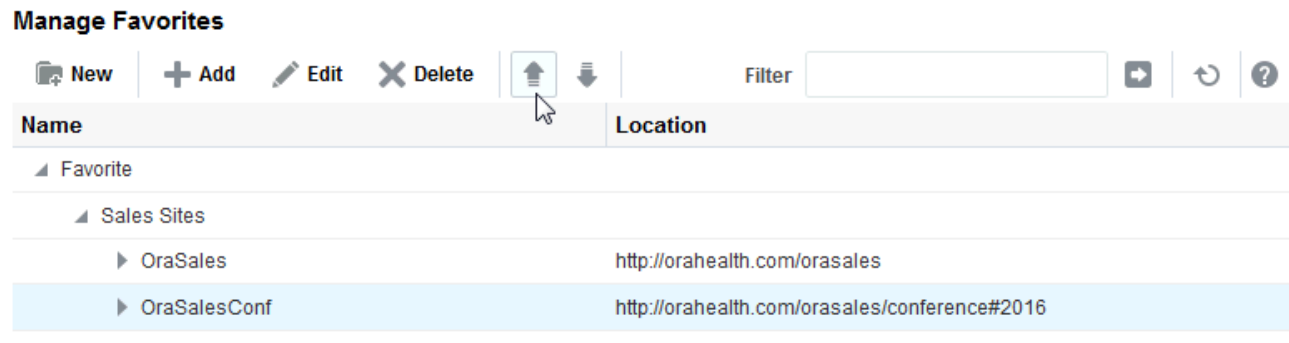 Manage Favorites
New Add Edit Delete Filter ?
Name Location
Favorite
Sales Sites
OraSales http://orahealth.com/orasales
OraSalesConf http://orahealth.com/orasales/conference#2016